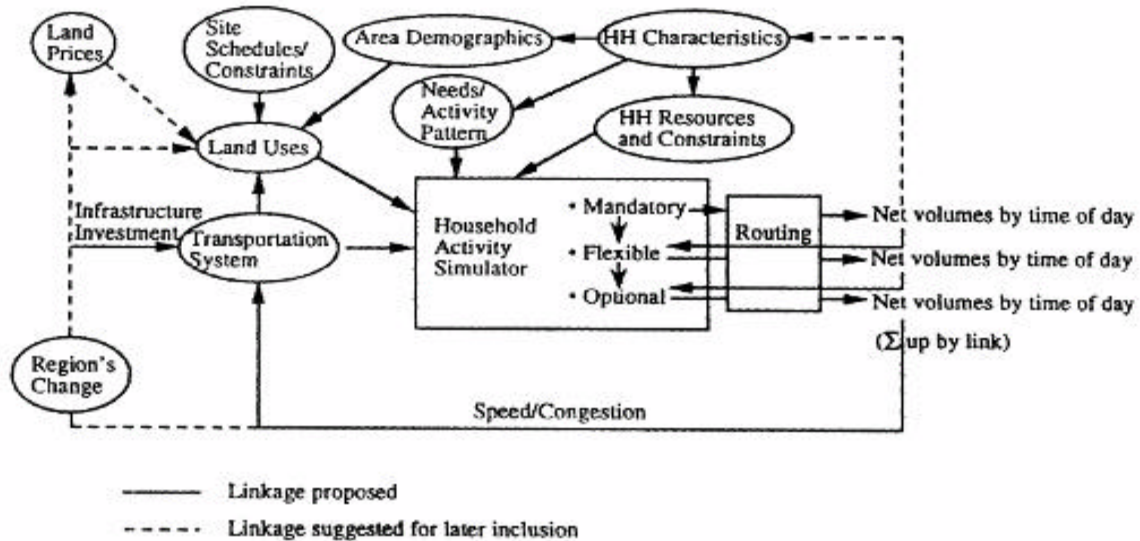 Land
Prices
Site
Schedules/
Constraints
Area Demographics
HH Characteristics
Needs/
Activity
Pattern
HH Resources
and Constraints
Land Uses
Infrastructure
Investment
Transportation
System
Household
Activity
Simulator
• Mandatory
• Flexible
• Optional
Routing
Net volumes by time of day
Net volumes by time of day
Net volumes by time of day
(Σ up by link)
Region's
Change
Speed/Congestion
Linkage proposed
Linkage suggested for later inclusion